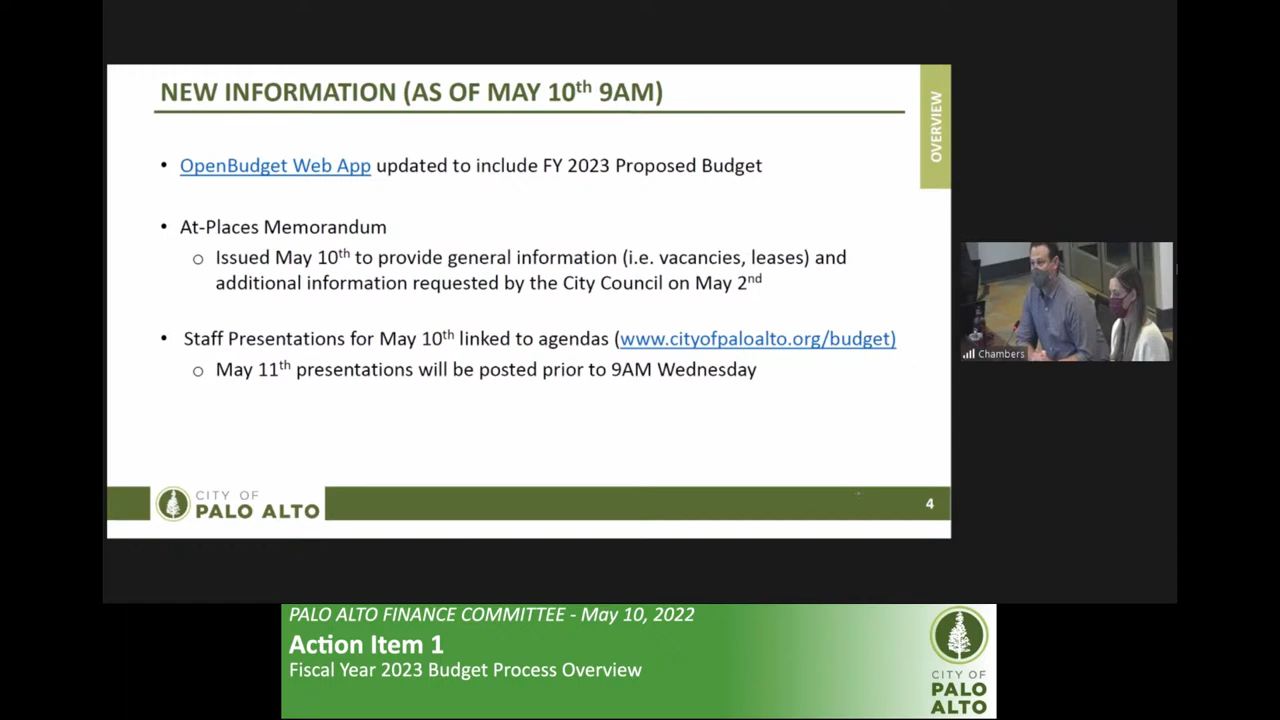 NEW INFORMATION (AS OF MAY 10th 9AM)
OVERVIEW
• OpenBudget Web App updated to include FY 2023 Proposed Budget
• At-Places Memorandum
o Issued May 10th to provide general information (i.e. vacancies, leases) and
additional information requested by the City Council on May 2nd
• Staff Presentations for May 10th linked to agendas (www.cityofpaloalto.org/budget)
o May 11th presentations will be posted prior to 9AM Wednesday
CITY OF
PALO ALTO
4
Chambers
PALO ALTO FINANCE COMMITTEE - May 10, 2022
Action Item 1
Fiscal Year 2023 Budget Process Overview
CITY OF
PALO
ALTO